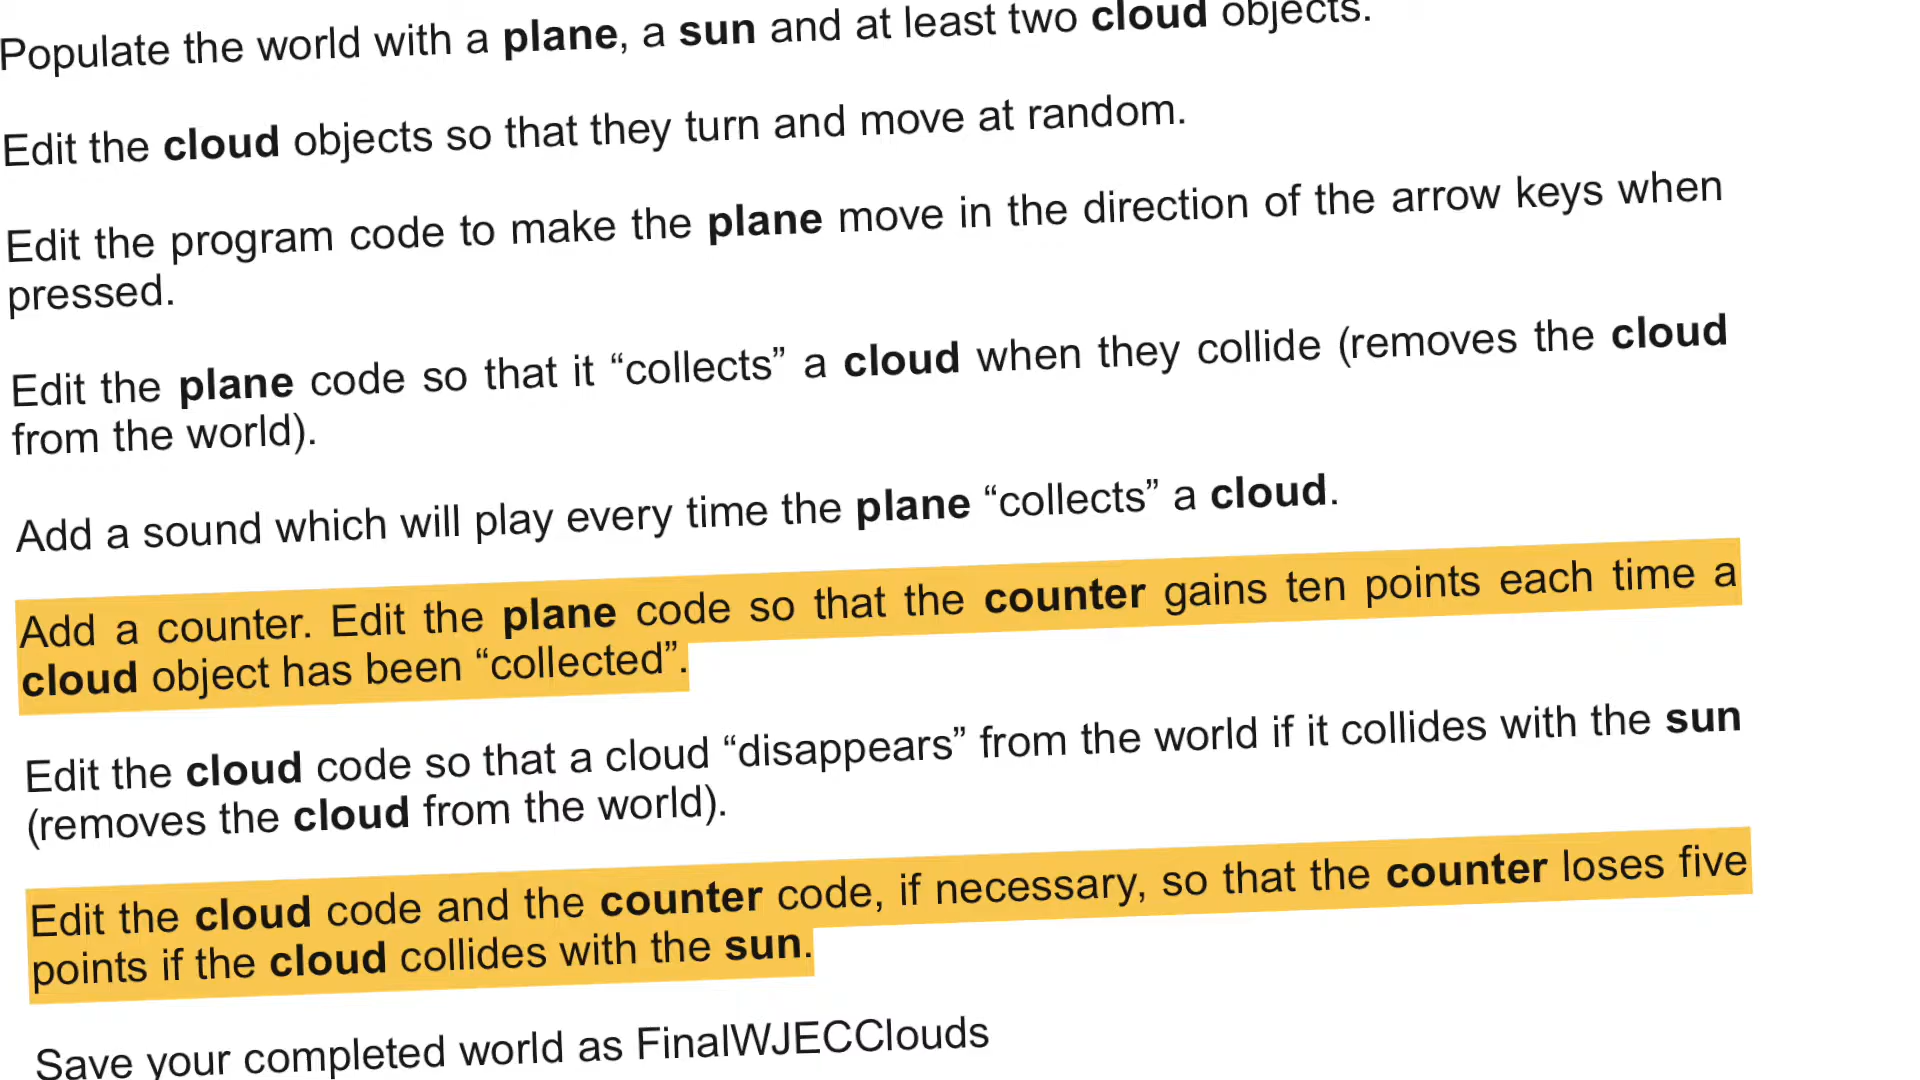 Populate the world with a plane, a sun and at least two cloud objects.
Edit the cloud objects so that they turn and move at random.
Edit the program code to make the plane move in the direction of the arrow keys when
pressed.
Edit the plane code so that it “collects” a cloud when they collide (removes the cloud
from the world).
Add a sound which will play every time the plane “collects” a cloud.
Add a counter. Edit the plane code so that the counter gains ten points each time a
cloud object has been “collected”.
Edit the cloud code so that a cloud “disappears” from the world if it collides with the sun
(removes the cloud from the world).
Edit the cloud code and the counter code, if necessary, so that the counter loses five
points if the cloud collides with the sun.
Save your completed world as FinalWJECClouds